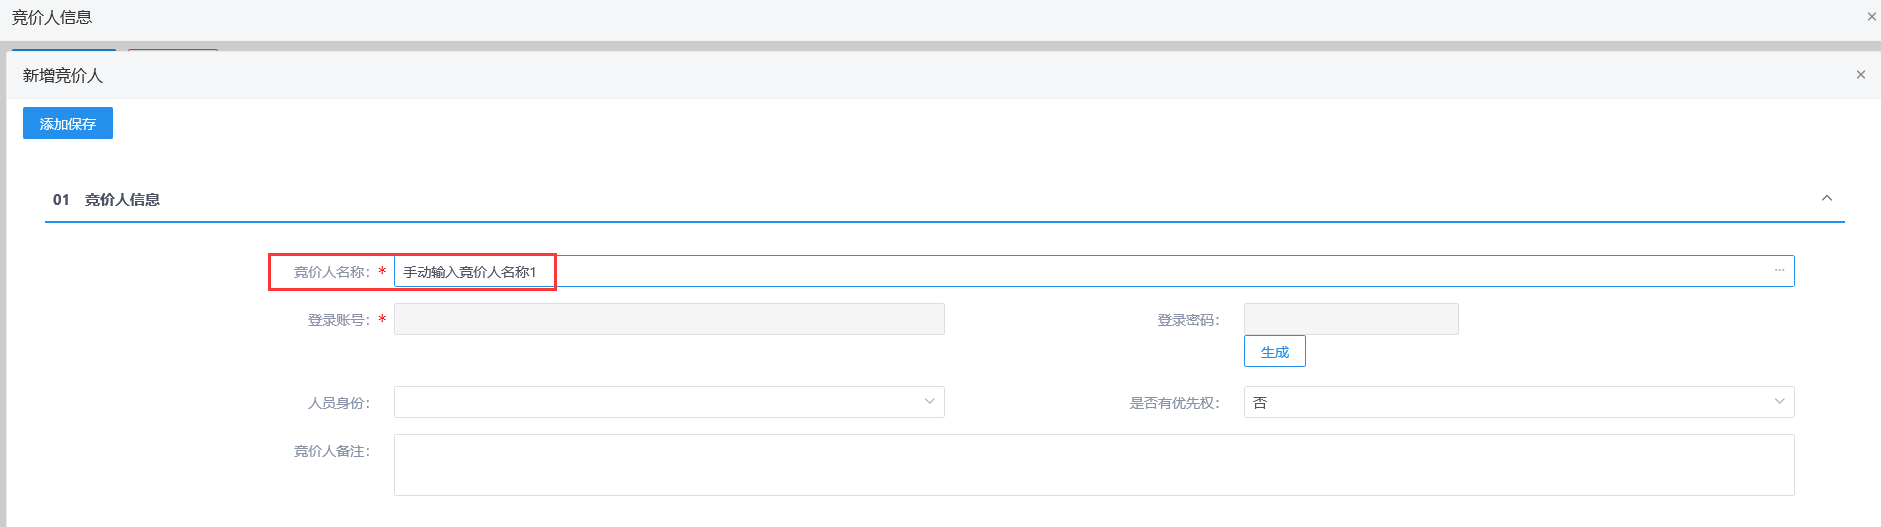 竞价人信息
新增竞价人
添加保存
01 竞价人信息
竞价人名称：* 手动输入竞价人名称1
登录账号：* 登录密码：
生成
人员身份： 是否有优先权： 否
竞价人备注：